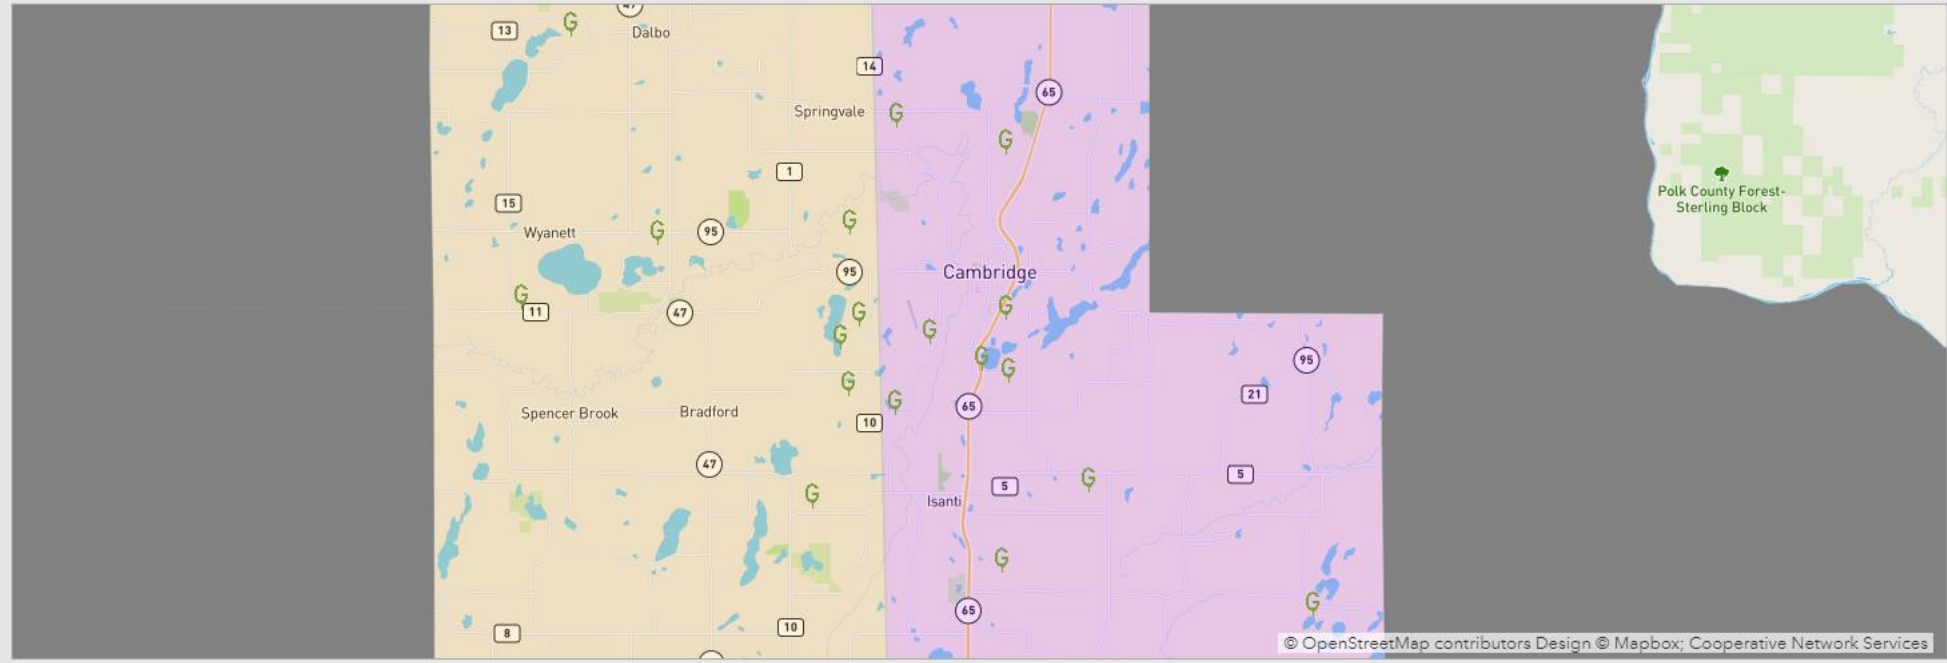 47
G
13
Dalbo
14
65
Springvale
G
G
1
Polk County Forest-
Sterling Block
15
G
Wyanett
G
95
95
Cambridge
G
11
47
G
G
G
G
G
G
95
G
21
G
65
Spencer Brook
Bradford
10
47
5
G
5
G
Isanti
G
G
65
8
10
© OpenStreetMap contributors Design © Mapbox; Cooperative Network Services